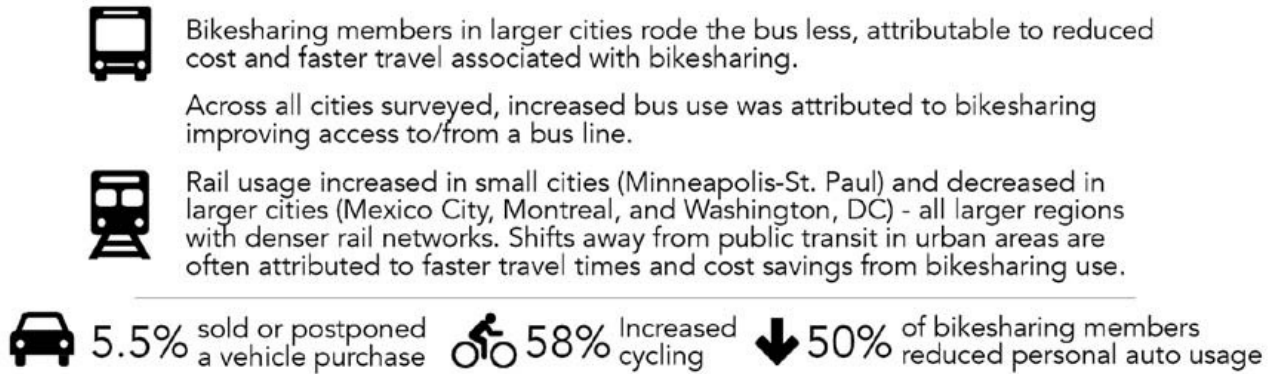 Bikesharing members in larger cities rode the bus less, attributable to reduced
cost and faster travel associated with bikesharing.
Across all cities surveyed, increased bus use was attributed to bikesharing
improving access to/from a bus line.
Rail usage increased in small cities (Minneapolis-St. Paul) and decreased in
larger cities (Mexico City, Montreal, and Washington, DC) - all larger regions
with denser rail networks. Shifts away from public transit in urban areas are
often attributed to faster travel times and cost savings from bikesharing use.
5.5% sold or postponed
a vehicle purchase
58% Increased
cycling
50% of bikesharing members
reduced personal auto usage